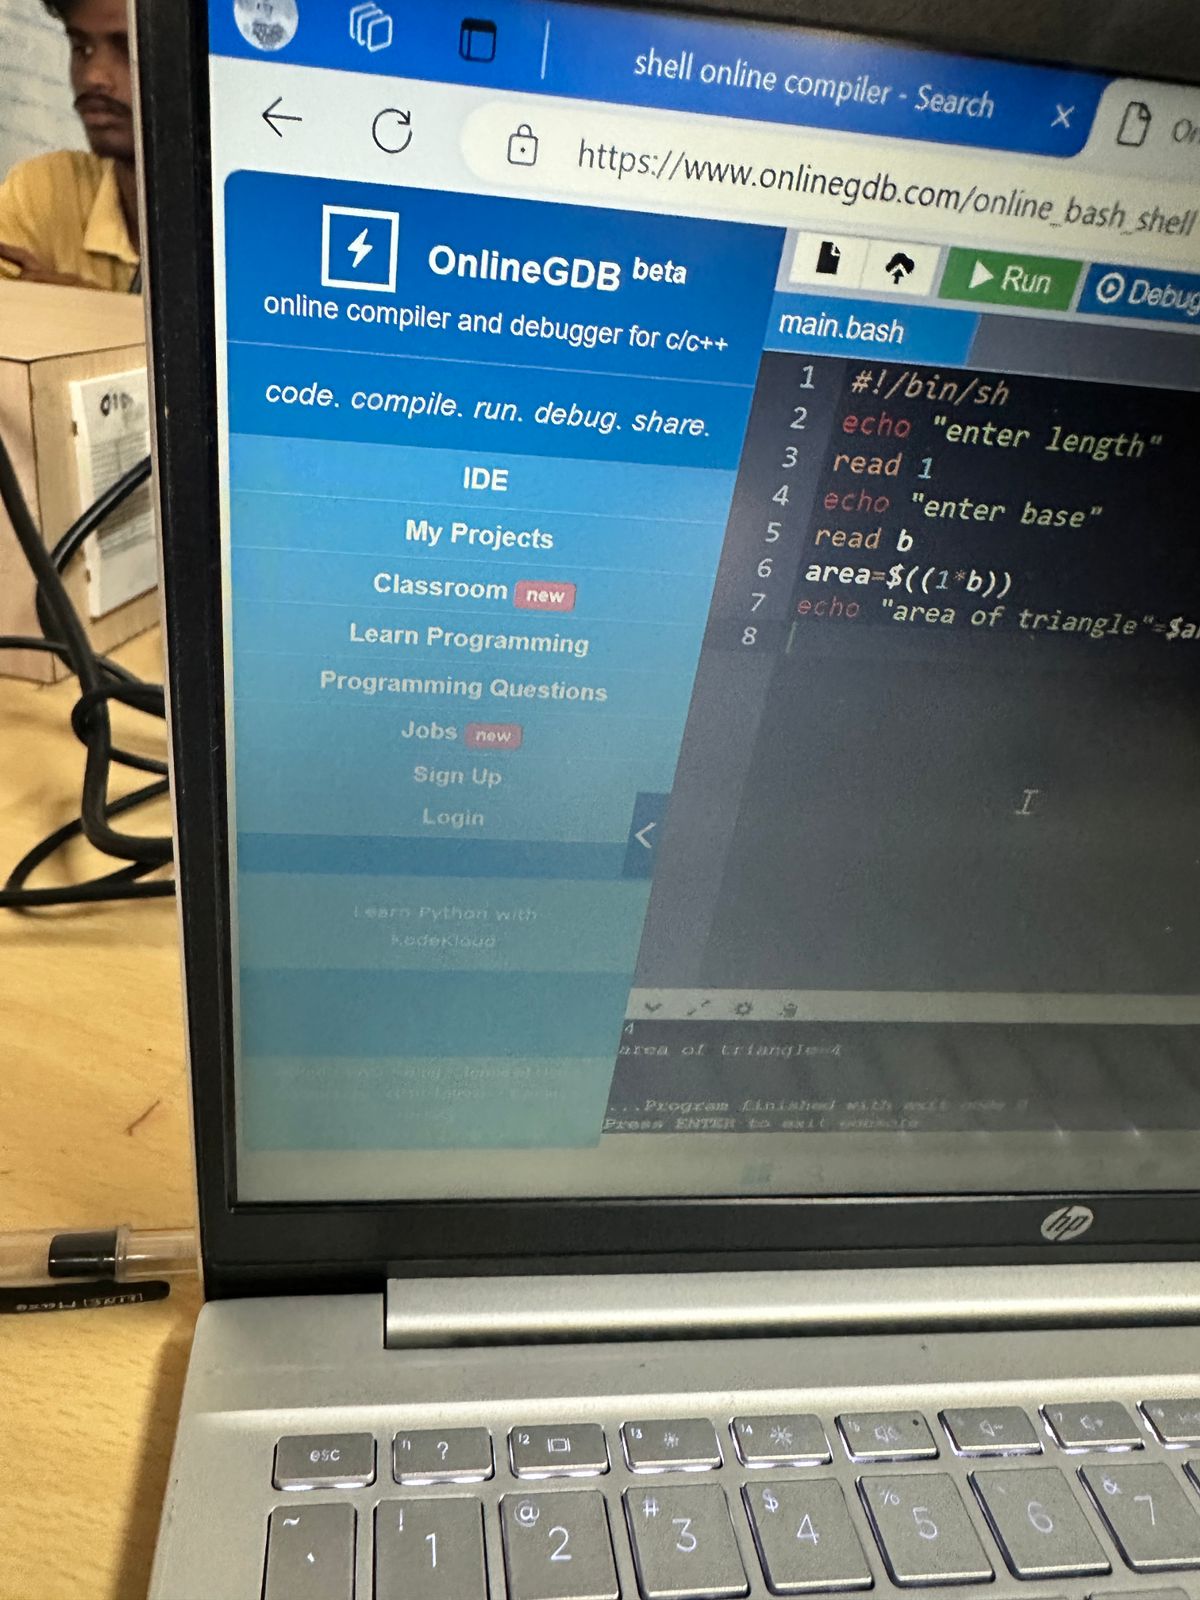 shell online compiler - Search
https://www.onlinegdb.com/online_bash_shell
OnlineGDB beta
online compiler and debugger for c/c++
code. compile. run. debug. share.
IDE
My Projects
Classroom new
Learn Programming
Programming Questions
Jobs new
Sign Up
Login
Learn Python with
KodeKloud
Run
Debug
main.bash
1 #!/bin/sh
2 echo "enter length"
3 read 1
4 echo "enter base"
5 read b
6 area=$((1*b))
7 echo "area of triangle"=$a
8
4
area of triangle=4
...Program finished with exit code 0
Press ENTER to exit console
hp
esc
f1 ?
f2
f3
f4
f5
~ `
! 1
@ 2
# 3
$ 4
% 5
6
& 7